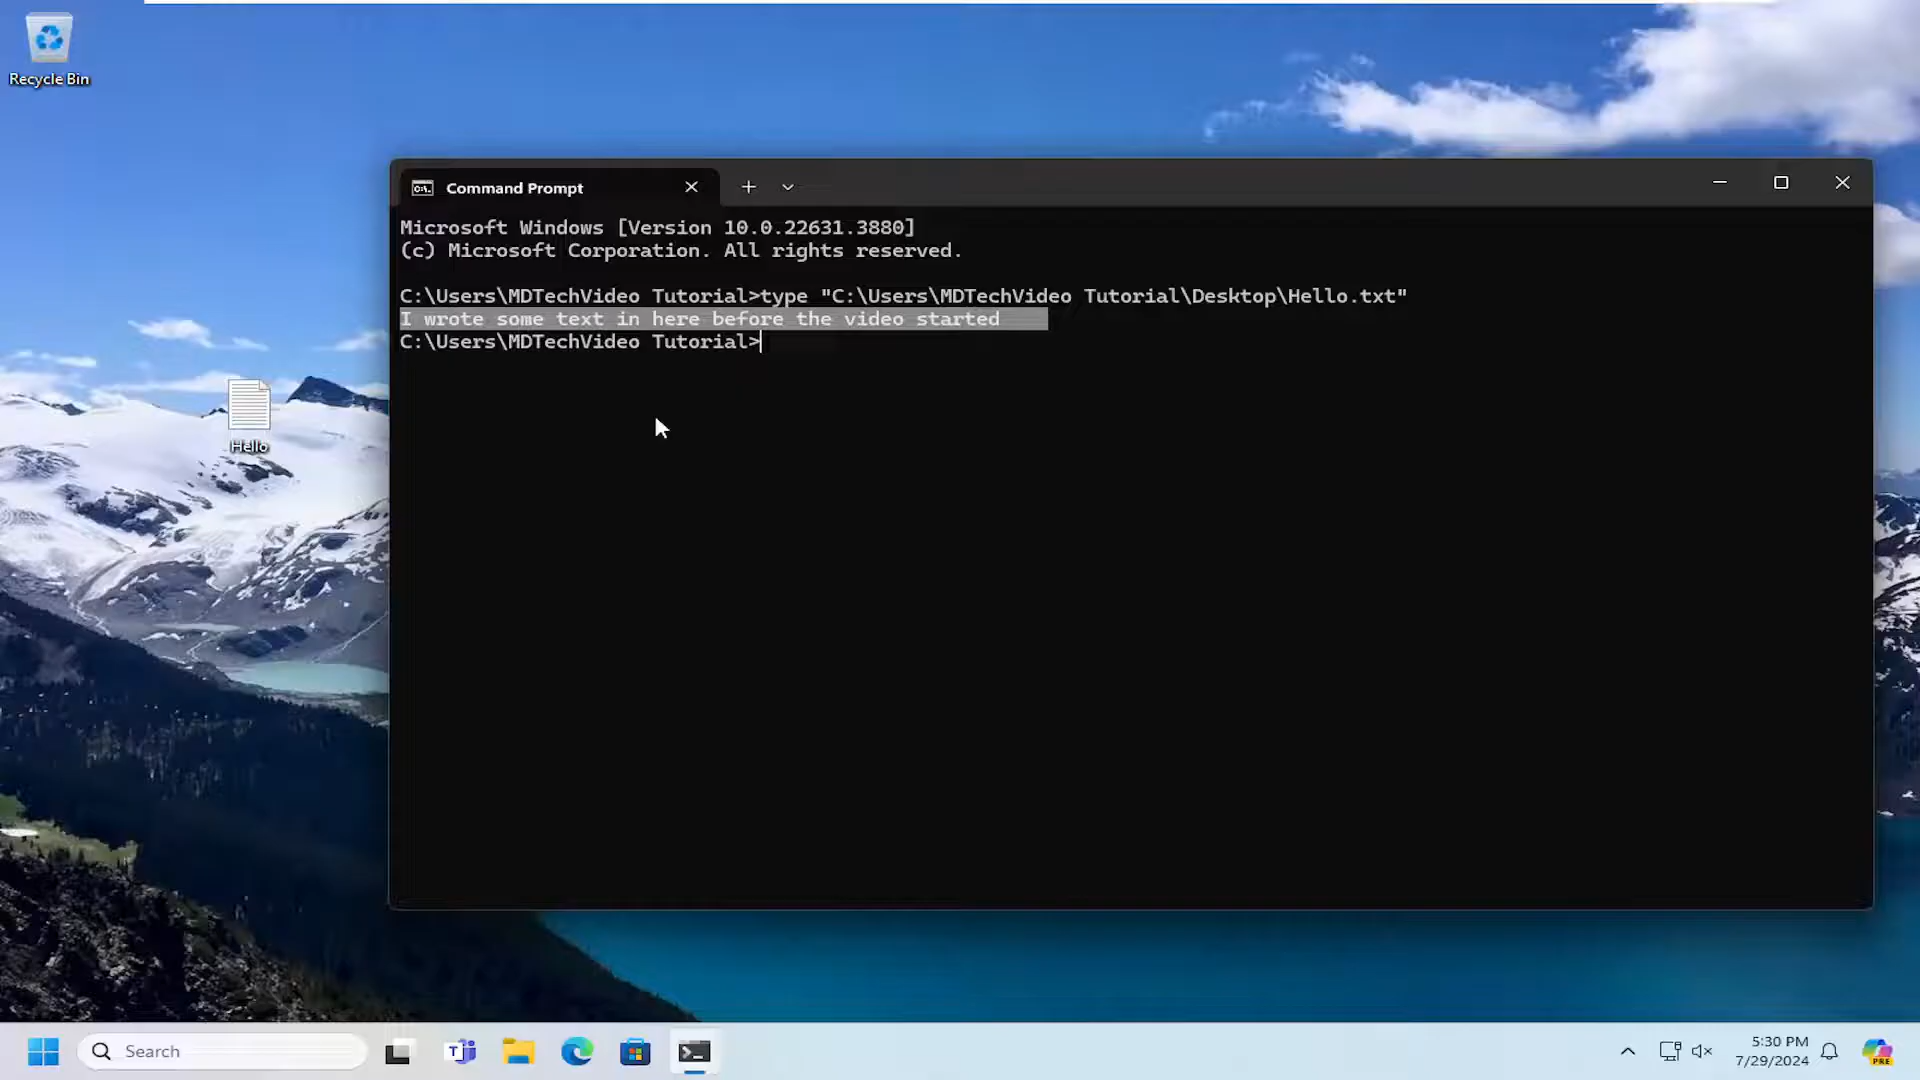 Recycle Bin
Command Prompt
Microsoft Windows [Version 10.0.22631.3880]
(c) Microsoft Corporation. All rights reserved.
C:\Users\MDTechVideo Tutorial>type "C:\Users\MDTechVideo Tutorial\Desktop\Hello.txt"
I wrote some text in here before the video started
C:\Users\MDTechVideo Tutorial>
Hello
Search
5:30 PM
7/29/2024
PRE